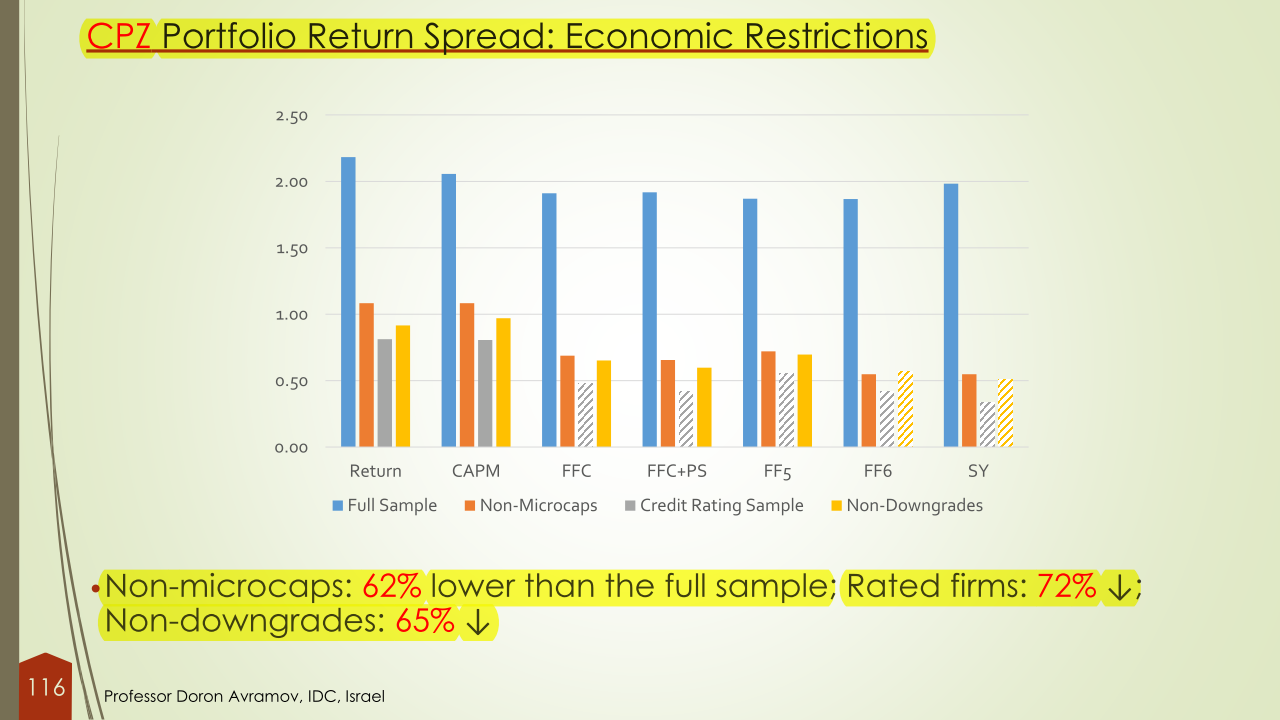 CPZ Portfolio Return Spread: Economic Restrictions
2.50
2.00
1.50
1.00
0.50
0.00
Return CAPM FFC FFC+PS FF5 FF6 SY
Full Sample Non-Microcaps Credit Rating Sample Non-Downgrades
•Non-microcaps: 62% lower than the full sample; Rated firms: 72% ↓;
Non-downgrades: 65% ↓
116
Professor Doron Avramov, IDC, Israel